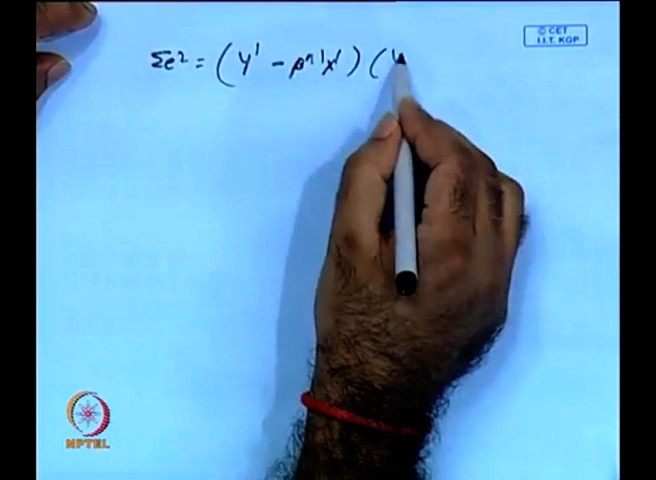 © CET
I.I.T. KGP
Σe² = (Y' - β^'X') (Y
NPTEL